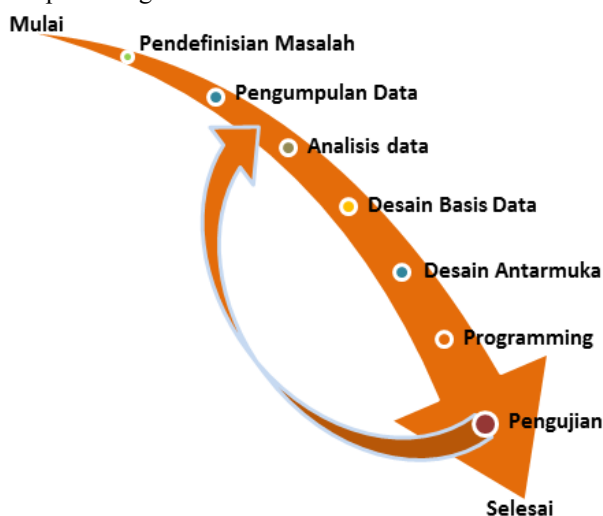 Mulai
Pendefinisian Masalah
Pengumpulan Data
Analisis data
Desain Basis Data
Desain Antarmuka
Programming
Pengujian
Selesai